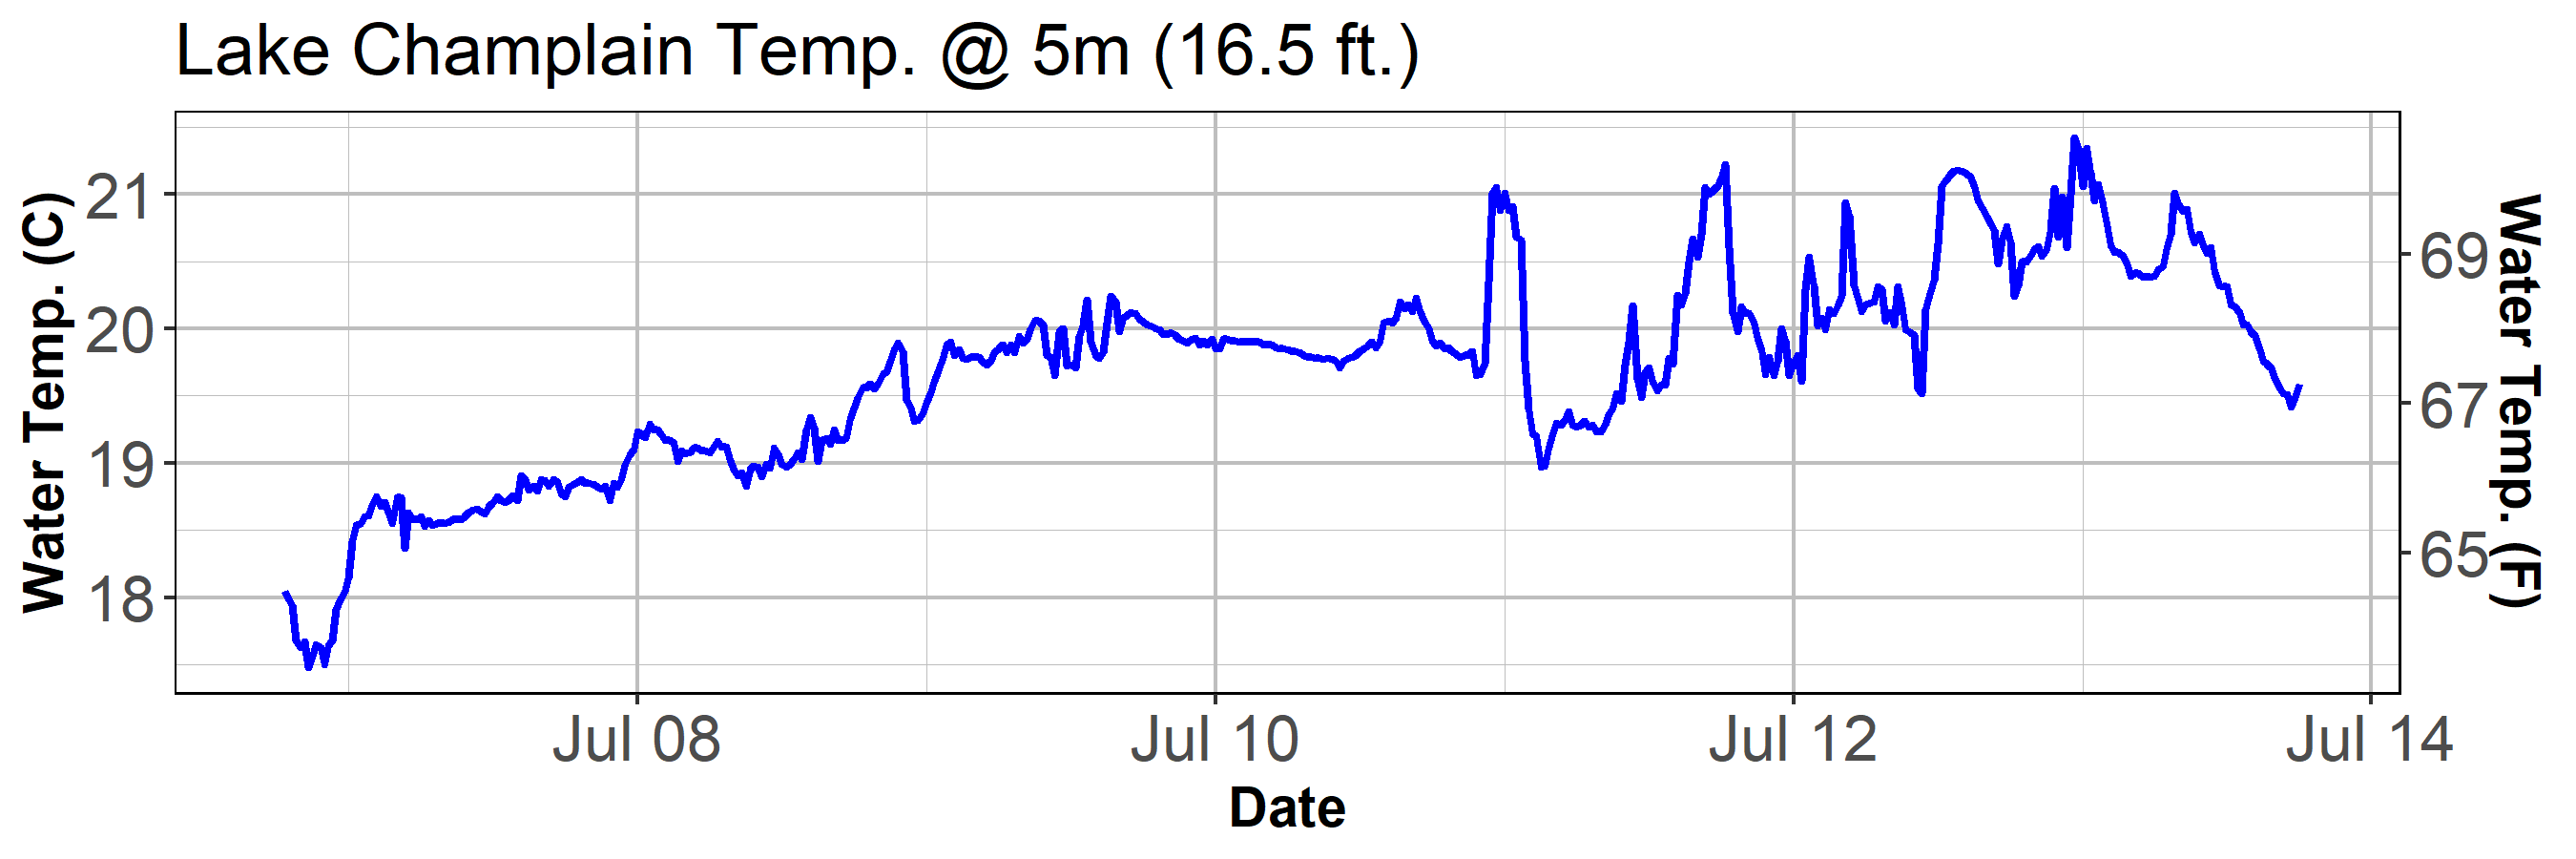 Lake Champlain Temp. @ 5m (16.5 ft.)
Water Temp. (C)
21
20
19
18
69
67
65
Water Temp. (F)
Jul 08
Jul 10
Jul 12
Jul 14
Date